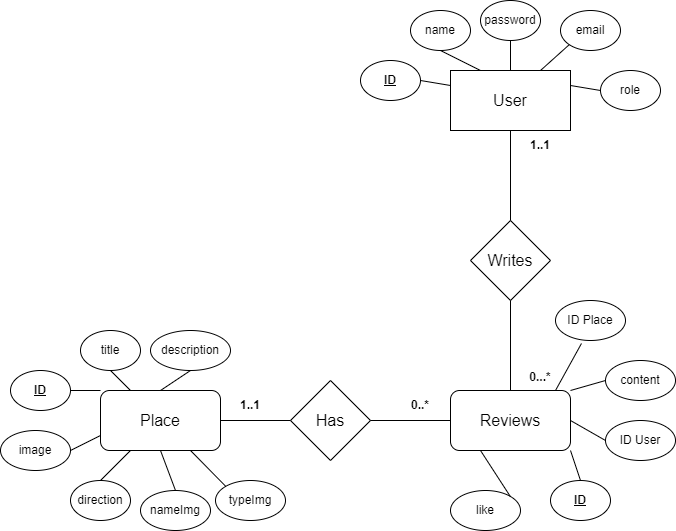 password
name
email
ID
role
User
1..1
Writes
ID Place
title
description
0...*
content
ID
1..1
0..*
Place
Has
Reviews
ID User
image
direction
nameImg
typeImg
like
ID